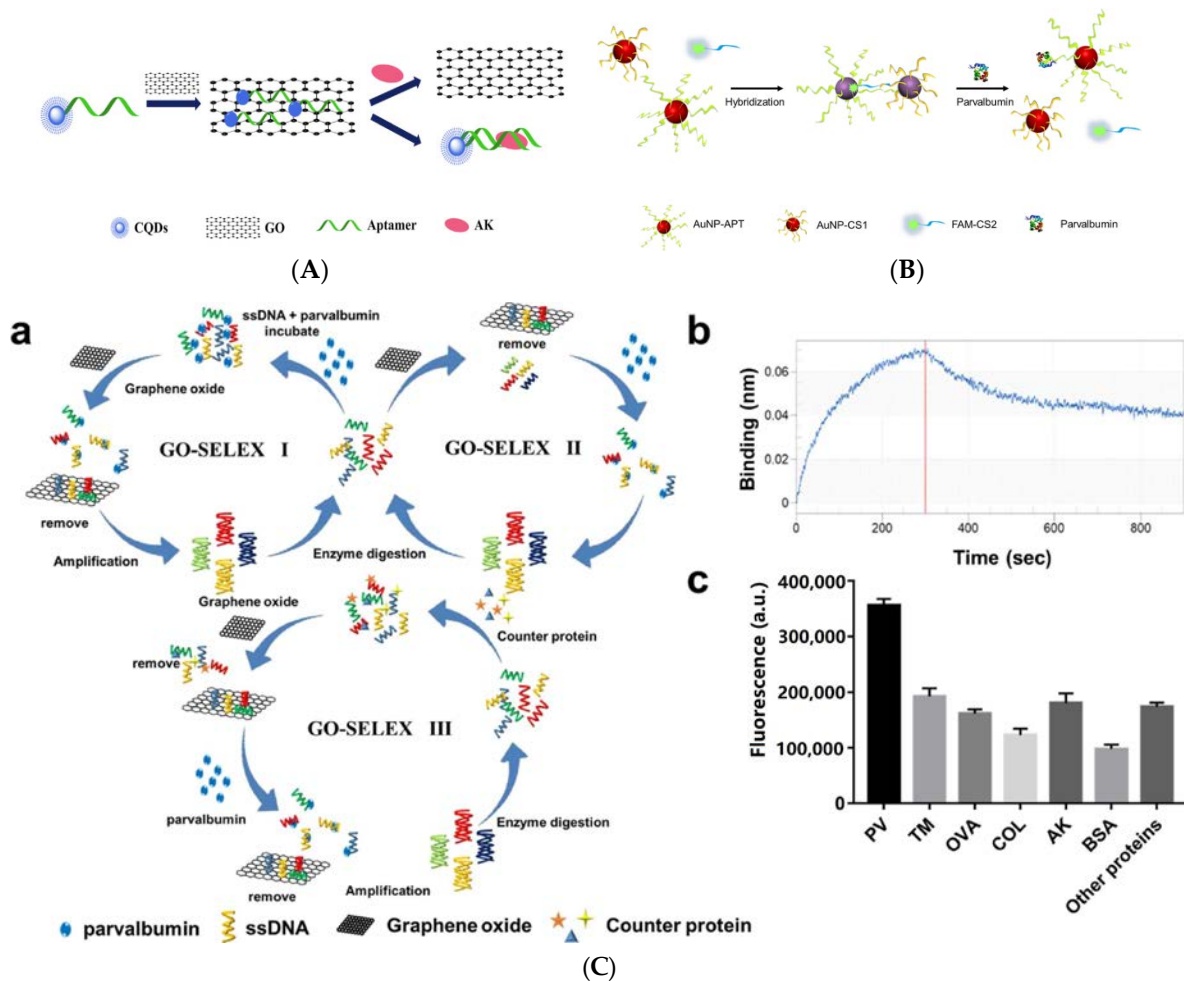 AK
CQDs
GO
Aptamer
AK
(A)
Hybridization
Parvalbumin
AuNP-APT
AuNP-CS1
FAM-CS2
Parvalbumin
(B)
a
ssDNA + parvalbumin
incubate
Graphene oxide
GO-SELEX I
remove
Amplification
remove
GO-SELEX II
Enzyme digestion
Graphene oxide
Counter protein
remove
GO-SELEX III
parvalbumin
Enzyme digestion
remove
Amplification
parvalbumin
ssDNA
Graphene oxide
Counter protein
b
Binding (nm)
0.06
0.04
0.02
0
0
200
400
600
800
Time (sec)
c
Fluorescence (a.u.)
400,000
300,000
200,000
100,000
0
PV
TM
OVA
COL
AK
BSA
Other proteins
(C)